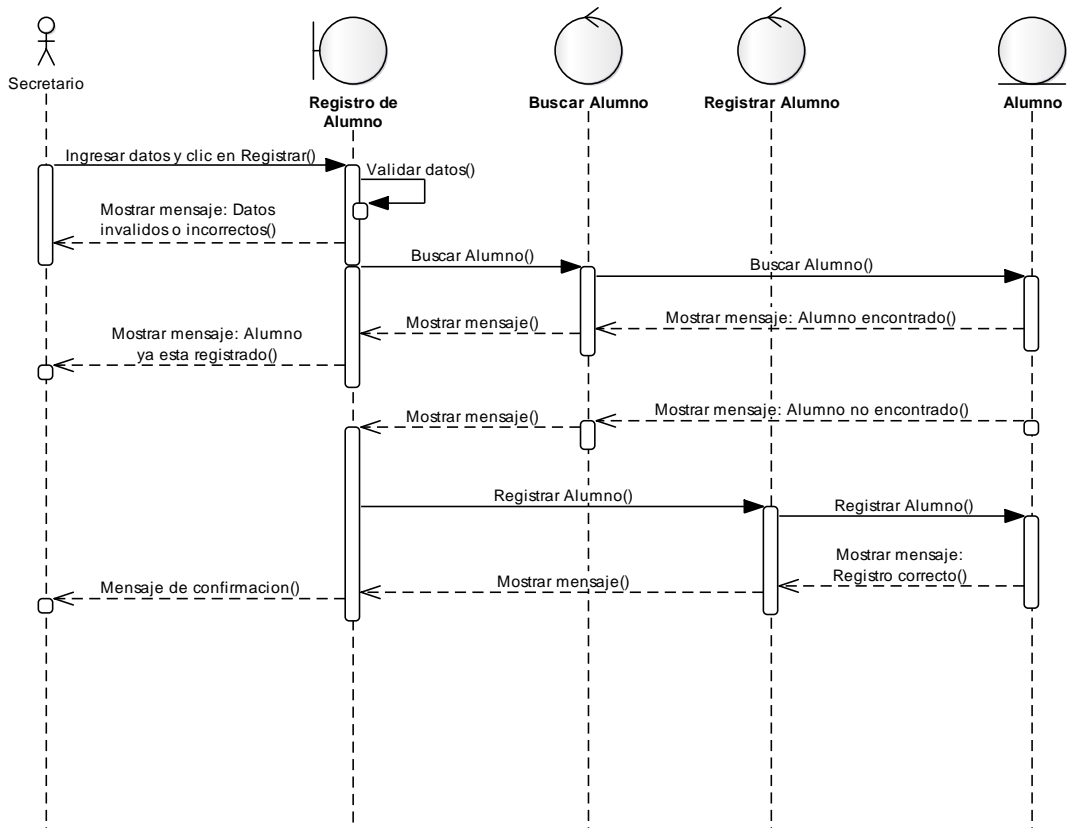 Secretario
Registro de
Alumno
Buscar Alumno
Registrar Alumno
Alumno
Ingresar datos y clic en Registrar()
Validar datos()
Mostrar mensaje: Datos
invalidos o incorrectos()
Buscar Alumno()
Buscar Alumno()
Mostrar mensaje: Alumno encontrado()
Mostrar mensaje()
Mostrar mensaje: Alumno
ya esta registrado()
Mostrar mensaje: Alumno no encontrado()
Mostrar mensaje()
Registrar Alumno()
Registrar Alumno()
Mostrar mensaje:
Registro correcto()
Mostrar mensaje()
Mensaje de confirmacion()